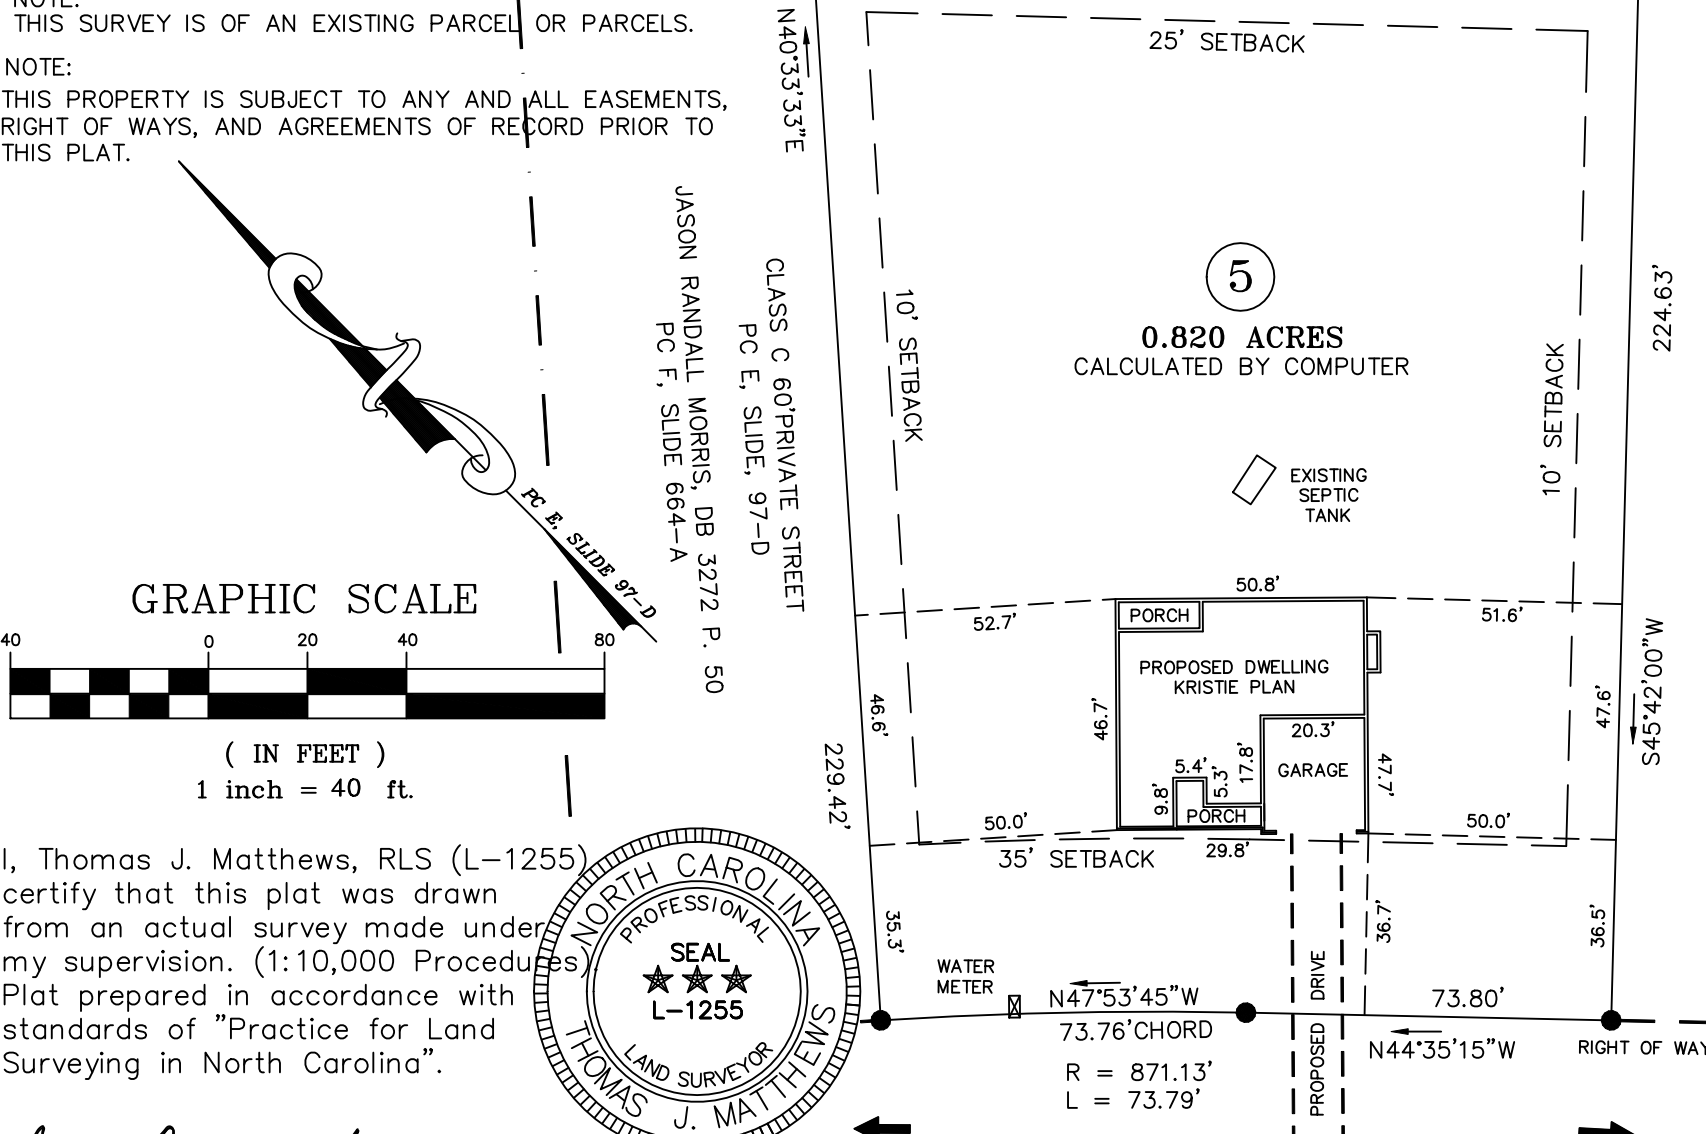 NOTE:
THIS SURVEY IS OF AN EXISTING PARCEL OR PARCELS.
NOTE:
THIS PROPERTY IS SUBJECT TO ANY AND ALL EASEMENTS,
RIGHT OF WAYS, AND AGREEMENTS OF RECORD PRIOR TO
THIS PLAT.
PC E, SLIDE 97-D
GRAPHIC SCALE
40 0 20 40 80
( IN FEET )
1 inch = 40 ft.
I, Thomas J. Matthews, RLS (L-1255)
certify that this plat was drawn
from an actual survey made under
my supervision. (1:10,000 Procedures).
Plat prepared in accordance with
standards of "Practice for Land
Surveying in North Carolina".
NORTH CAROLINA
PROFESSIONAL
SEAL
L-1255
LAND SURVEYOR
THOMAS J. MATTHEWS
JASON RANDALL MORRIS, DB 3272 P. 50
PC F, SLIDE 664-A
CLASS C 60'PRIVATE STREET
PC E, SLIDE, 97-D
N40°33'33"E
229.42'
25' SETBACK
10' SETBACK
5
0.820 ACRES
CALCULATED BY COMPUTER
10' SETBACK
224.63'
S45°42'00"W
EXISTING
SEPTIC
TANK
50.8'
52.7'
51.6'
PORCH
PROPOSED DWELLING
KRISTIE PLAN
46.6'
46.7'
47.6'
20.3'
GARAGE
17.8'
5.4'
5.3'
9.8'
PORCH
47.7'
50.0'
50.0'
35' SETBACK
29.8'
35.3'
36.7'
36.5'
WATER
METER
N47°53'45"W
73.76'CHORD
R = 871.13'
L = 73.79'
PROPOSED DRIVE
73.80'
N44°35'15"W
RIGHT OF WAY